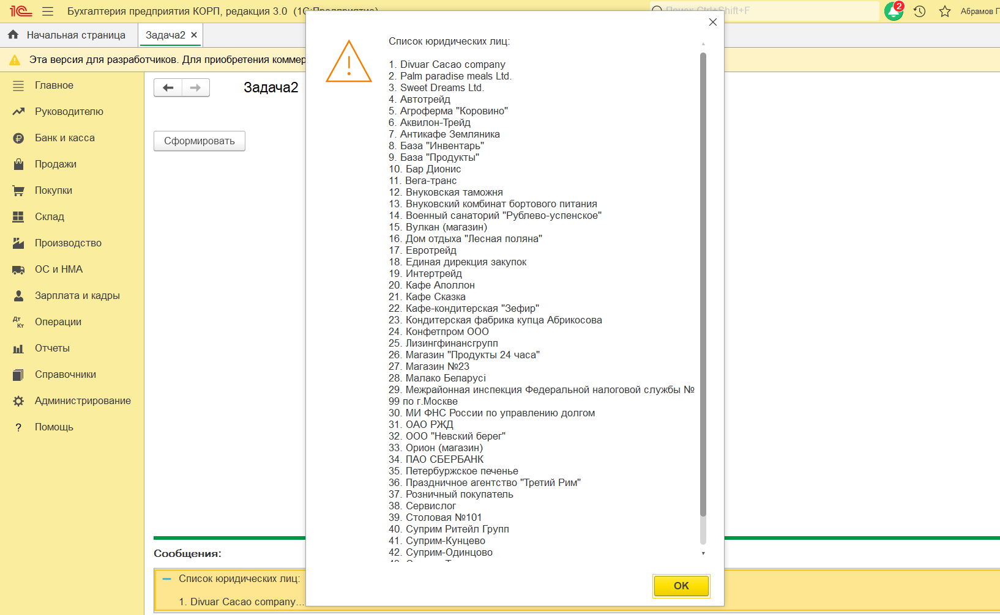 1С Бухгалтерия предприятия КОРП, редакция 3.0 (1С:Предприятие)
Поиск Ctrl+Shift+F
2
Абрамов Г
Начальная страница
Задача2
Эта версия для разработчиков. Для приобретения
Главное
Руководителю
Банк и касса
Продажи
Покупки
Склад
Производство
ОС и НМА
Зарплата и кадры
Дт Кт Операции
Отчеты
Справочники
Администрирование
? Помощь
Задача2
Сформировать
Список юридических лиц:
1. Divuar Cacao company
2. Palm paradise meals Ltd.
3. Sweet Dreams Ltd.
4. Автотрейд
5. Агроферма "Коровино"
6. Аквилон-Трейд
7. Антикафе Земляника
8. База "Инвентарь"
9. База "Продукты"
10. Бар Дионис
11. Вега-транс
12. Внуковская таможня
13. Внуковский комбинат бортового питания
14. Военный санаторий "Рублево-успенское"
15. Вулкан (магазин)
16. Дом отдыха "Лесная поляна"
17. Евротрейд
18. Единая дирекция закупок
19. Интертрейд
20. Кафе Аполлон
21. Кафе Сказка
22. Кафе-кондитерская "Зефир"
23. Кондитерская фабрика купца Абрикосова
24. Конфетпром ООО
25. Лизингфинансгрупп
26. Магазин "Продукты 24 часа"
27. Магазин №23
28. Малако Беларусі
29. Межрайонная инспекция Федеральной налоговой службы №
99 по г.Москве
30. МИ ФНС России по управлению долгом
31. ОАО РЖД
32. ООО "Невский берег"
33. Орион (магазин)
34. ПАО СБЕРБАНК
35. Петербуржское печенье
36. Праздничное агентство "Третий Рим"
37. Розничный покупатель
38. Сервислог
39. Столовая №101
40. Суприм Ритейл Групп
41. Суприм-Кунцево
42. Суприм-Одинцово
OK
Сообщения:
Список юридических лиц:
1. Divuar Cacao company...